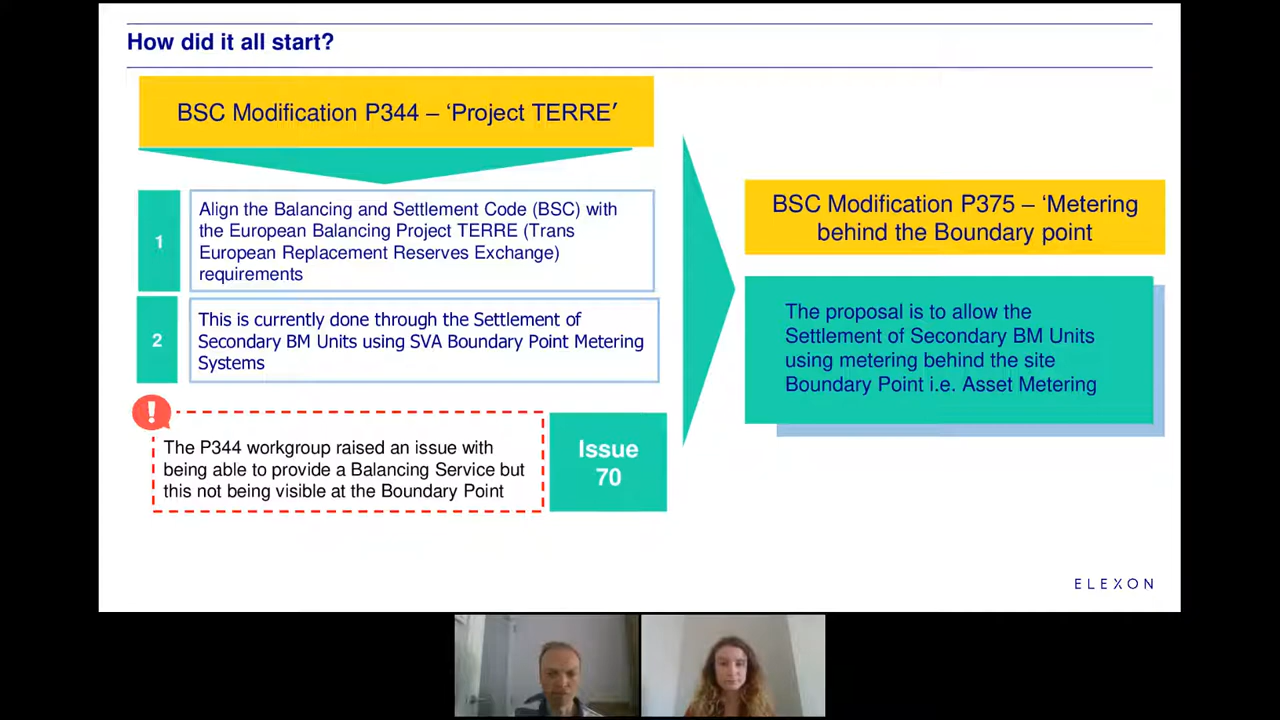 How did it all start?
BSC Modification P344 – ‘Project TERRE’
1
Align the Balancing and Settlement Code (BSC) with
the European Balancing Project TERRE (Trans
European Replacement Reserves Exchange)
requirements
2
This is currently done through the Settlement of
Secondary BM Units using SVA Boundary Point Metering
Systems
!
The P344 workgroup raised an issue with
being able to provide a Balancing Service but
this not being visible at the Boundary Point
Issue
70
BSC Modification P375 – ‘Metering
behind the Boundary point
The proposal is to allow the
Settlement of Secondary BM Units
using metering behind the site
Boundary Point i.e. Asset Metering
ELEXON